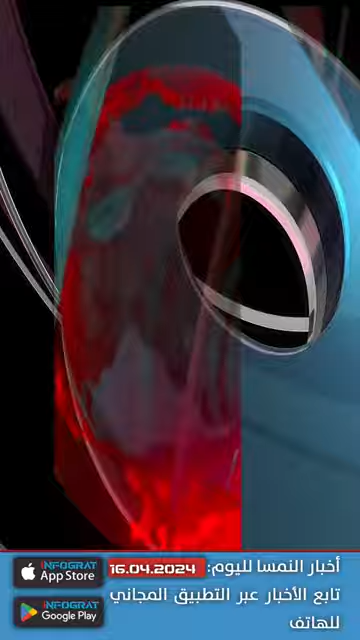 أخبار النمسا لليوم: 16.04.2024
تابع الأخبار عبر التطبيق المجاني
للهاتف
INFOGRAT
App Store
INFOGRAT
Google Play